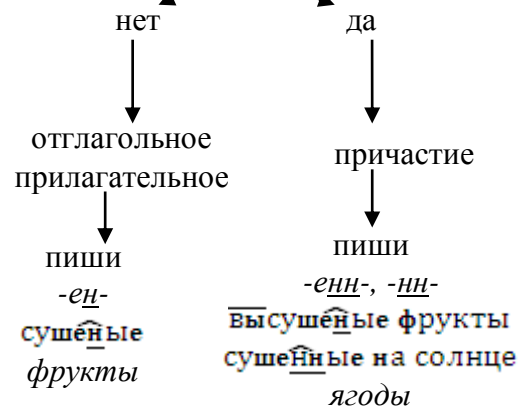 нет
отглагольное
прилагательное
пиши
-ен-
сушеные
фрукты
да
причастие
пиши
-енн-, -нн-
высушеные фрукты
сушенные на солнце
ягоды